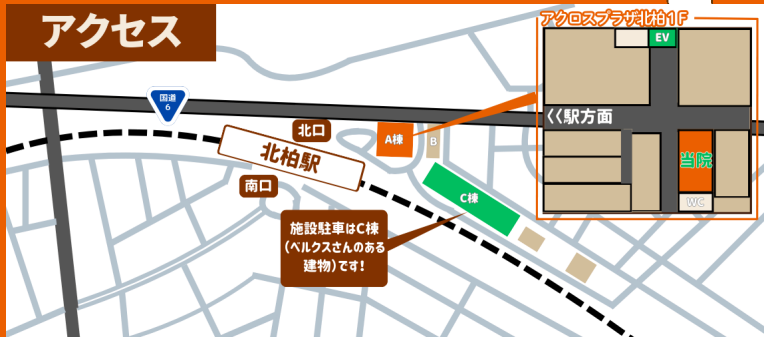 アクセス
アクロスプラザ北柏1F
EV
国道
6
くく駅方面
北口
A棟
B
北柏駅
当院
南口
C棟
WC
施設駐車はC棟
(ベルクスさんのある
建物)です!